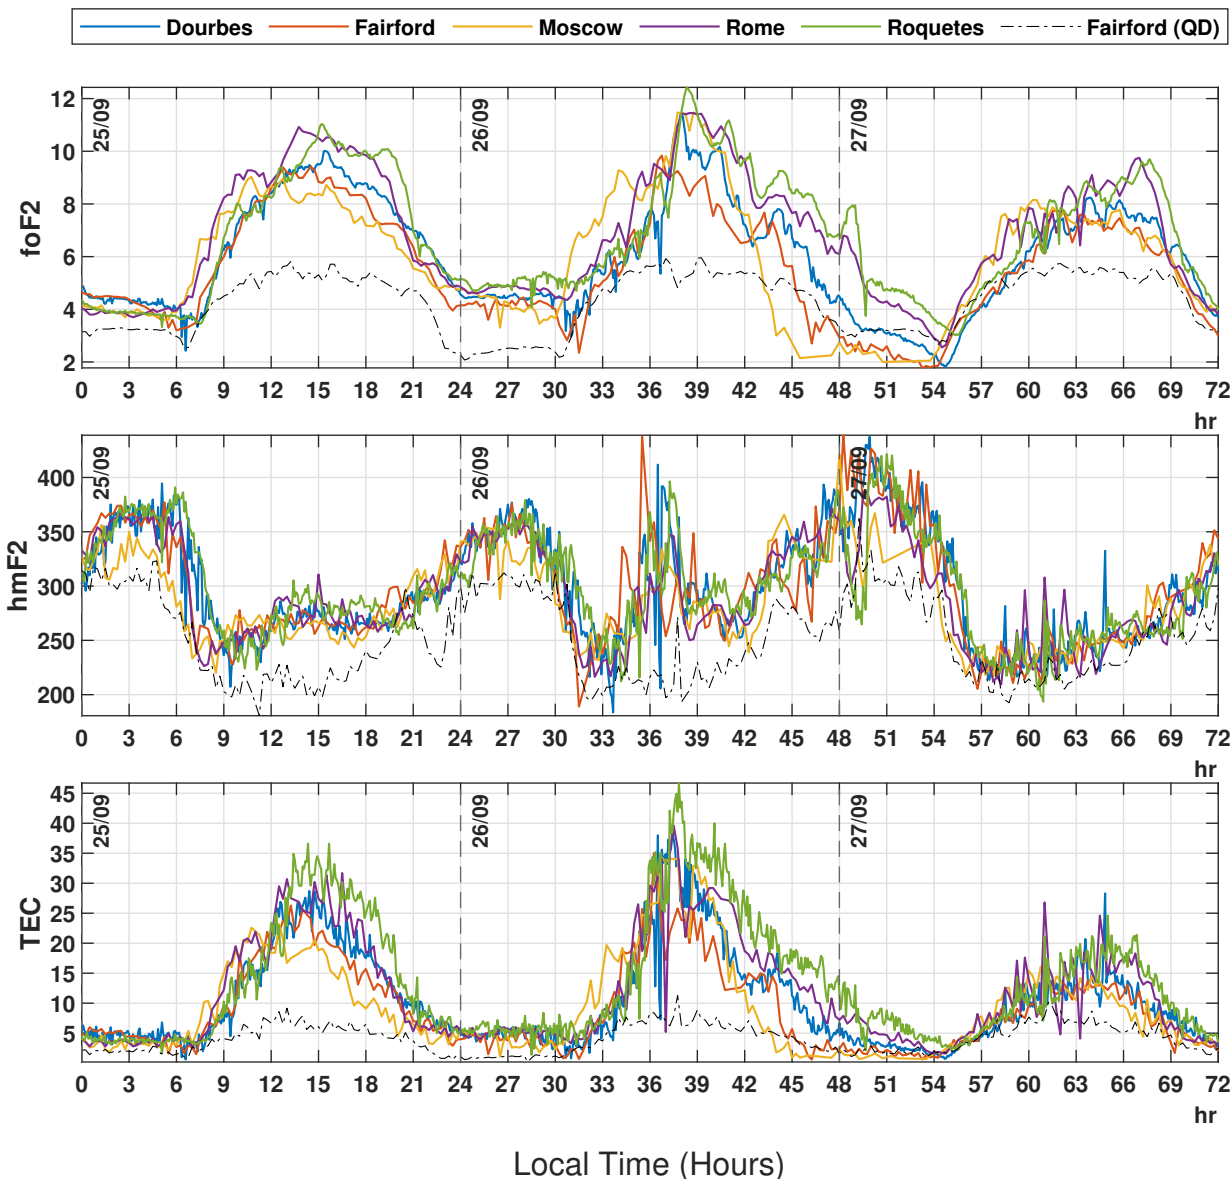 Dourbes Fairford Moscow Rome Roquetes Fairford (QD)
foF2
12
10
8
6
4
2
25/09 26/09 27/09
0 3 6 9 12 15 18 21 24 27 30 33 36 39 42 45 48 51 54 57 60 63 66 69 72
hr
hmF2
400
350
300
250
200
25/09 26/09 27/09
0 3 6 9 12 15 18 21 24 27 30 33 36 39 42 45 48 51 54 57 60 63 66 69 72
hr
TEC
45
40
35
30
25
20
15
10
5
25/09 26/09 27/09
0 3 6 9 12 15 18 21 24 27 30 33 36 39 42 45 48 51 54 57 60 63 66 69 72
hr
Local Time (Hours)